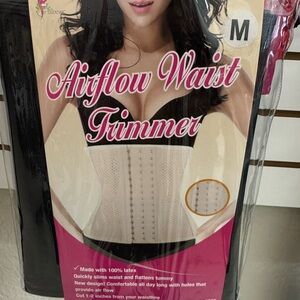 M
Airflow Waist
Trimmer
✓ Made with 100% latex
Quickly slims waist and flattens tummy
New design! Comfortable all day long with holes that
provide air flow
Cut 1-2 inches from your waistline